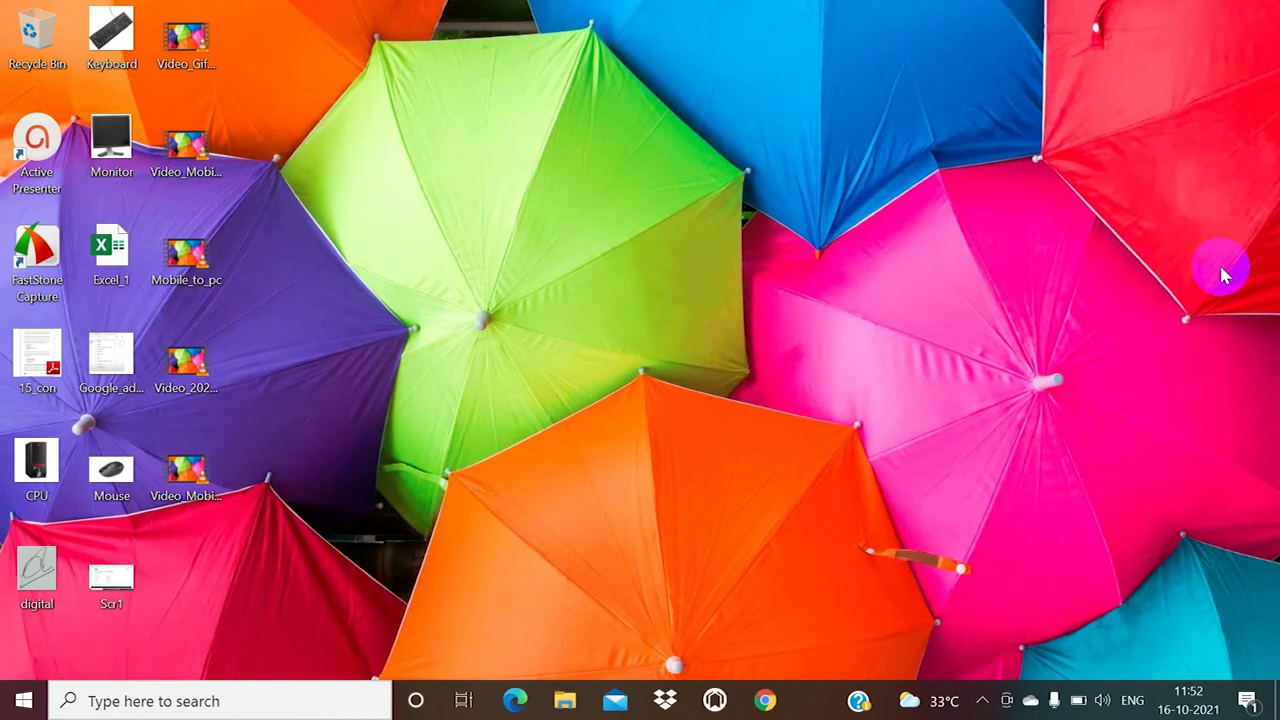 Recycle Bin
Keyboard
Video_Gif...
Active
Presenter
Monitor
Video_Mobi...
FastStone
Capture
Excel_1
Mobile_to_pc
15_con
Google_ad...
Video_202...
CPU
Mouse
Video_Mobi...
digital
Scr1
Type here to search
33°C
ENG
11:52
16-10-2021
1